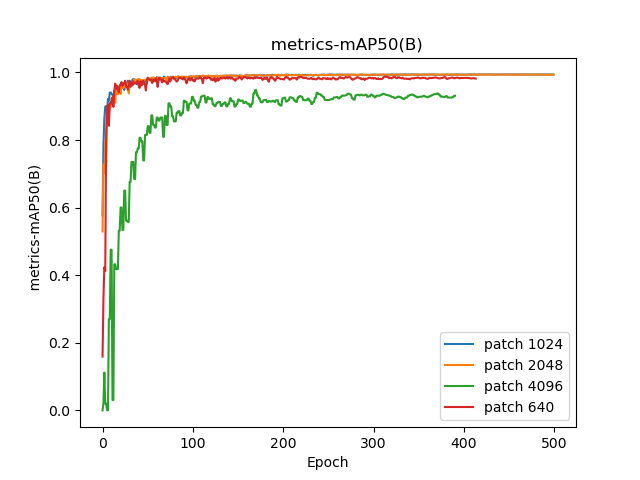 metrics-mAP50(B)
metrics-mAP50(B)
1.0
0.8
0.6
0.4
0.2
0.0
0
100
200
300
400
500
Epoch
patch 1024
patch 2048
patch 4096
patch 640